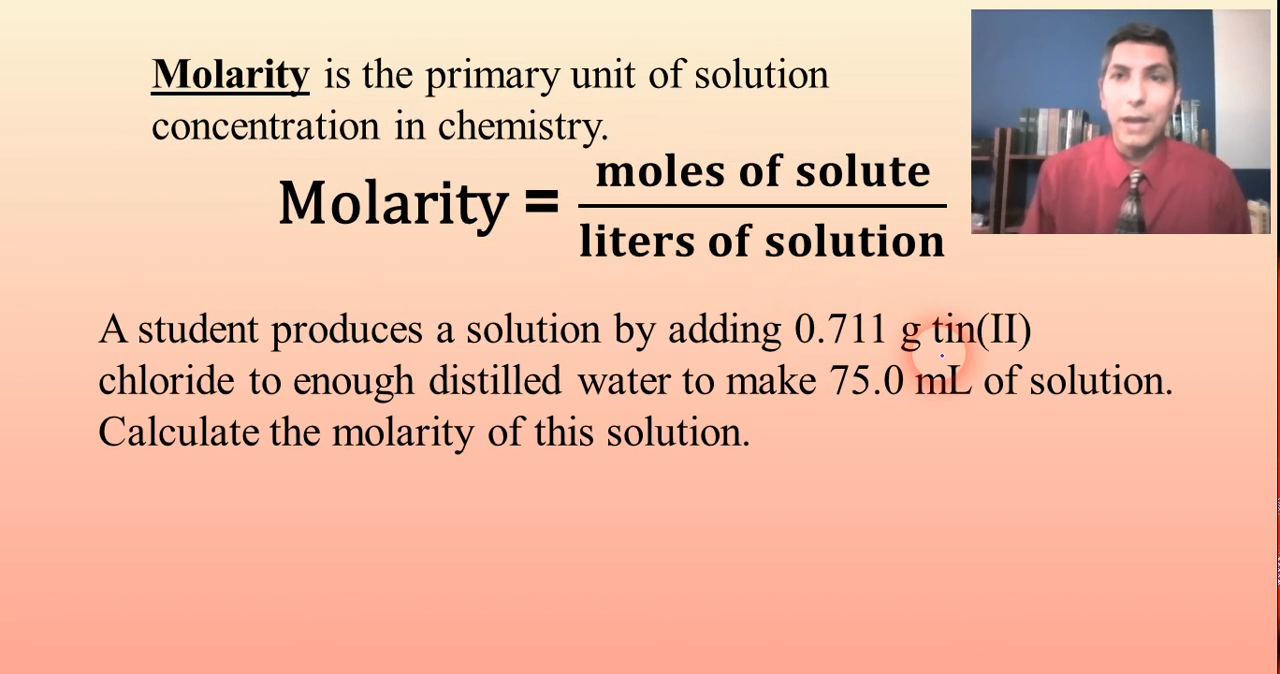 Molarity is the primary unit of solution
concentration in chemistry.
Molarity = moles of solute
liters of solution
A student produces a solution by adding 0.711 g tin(II)
chloride to enough distilled water to make 75.0 mL of solution.
Calculate the molarity of this solution.